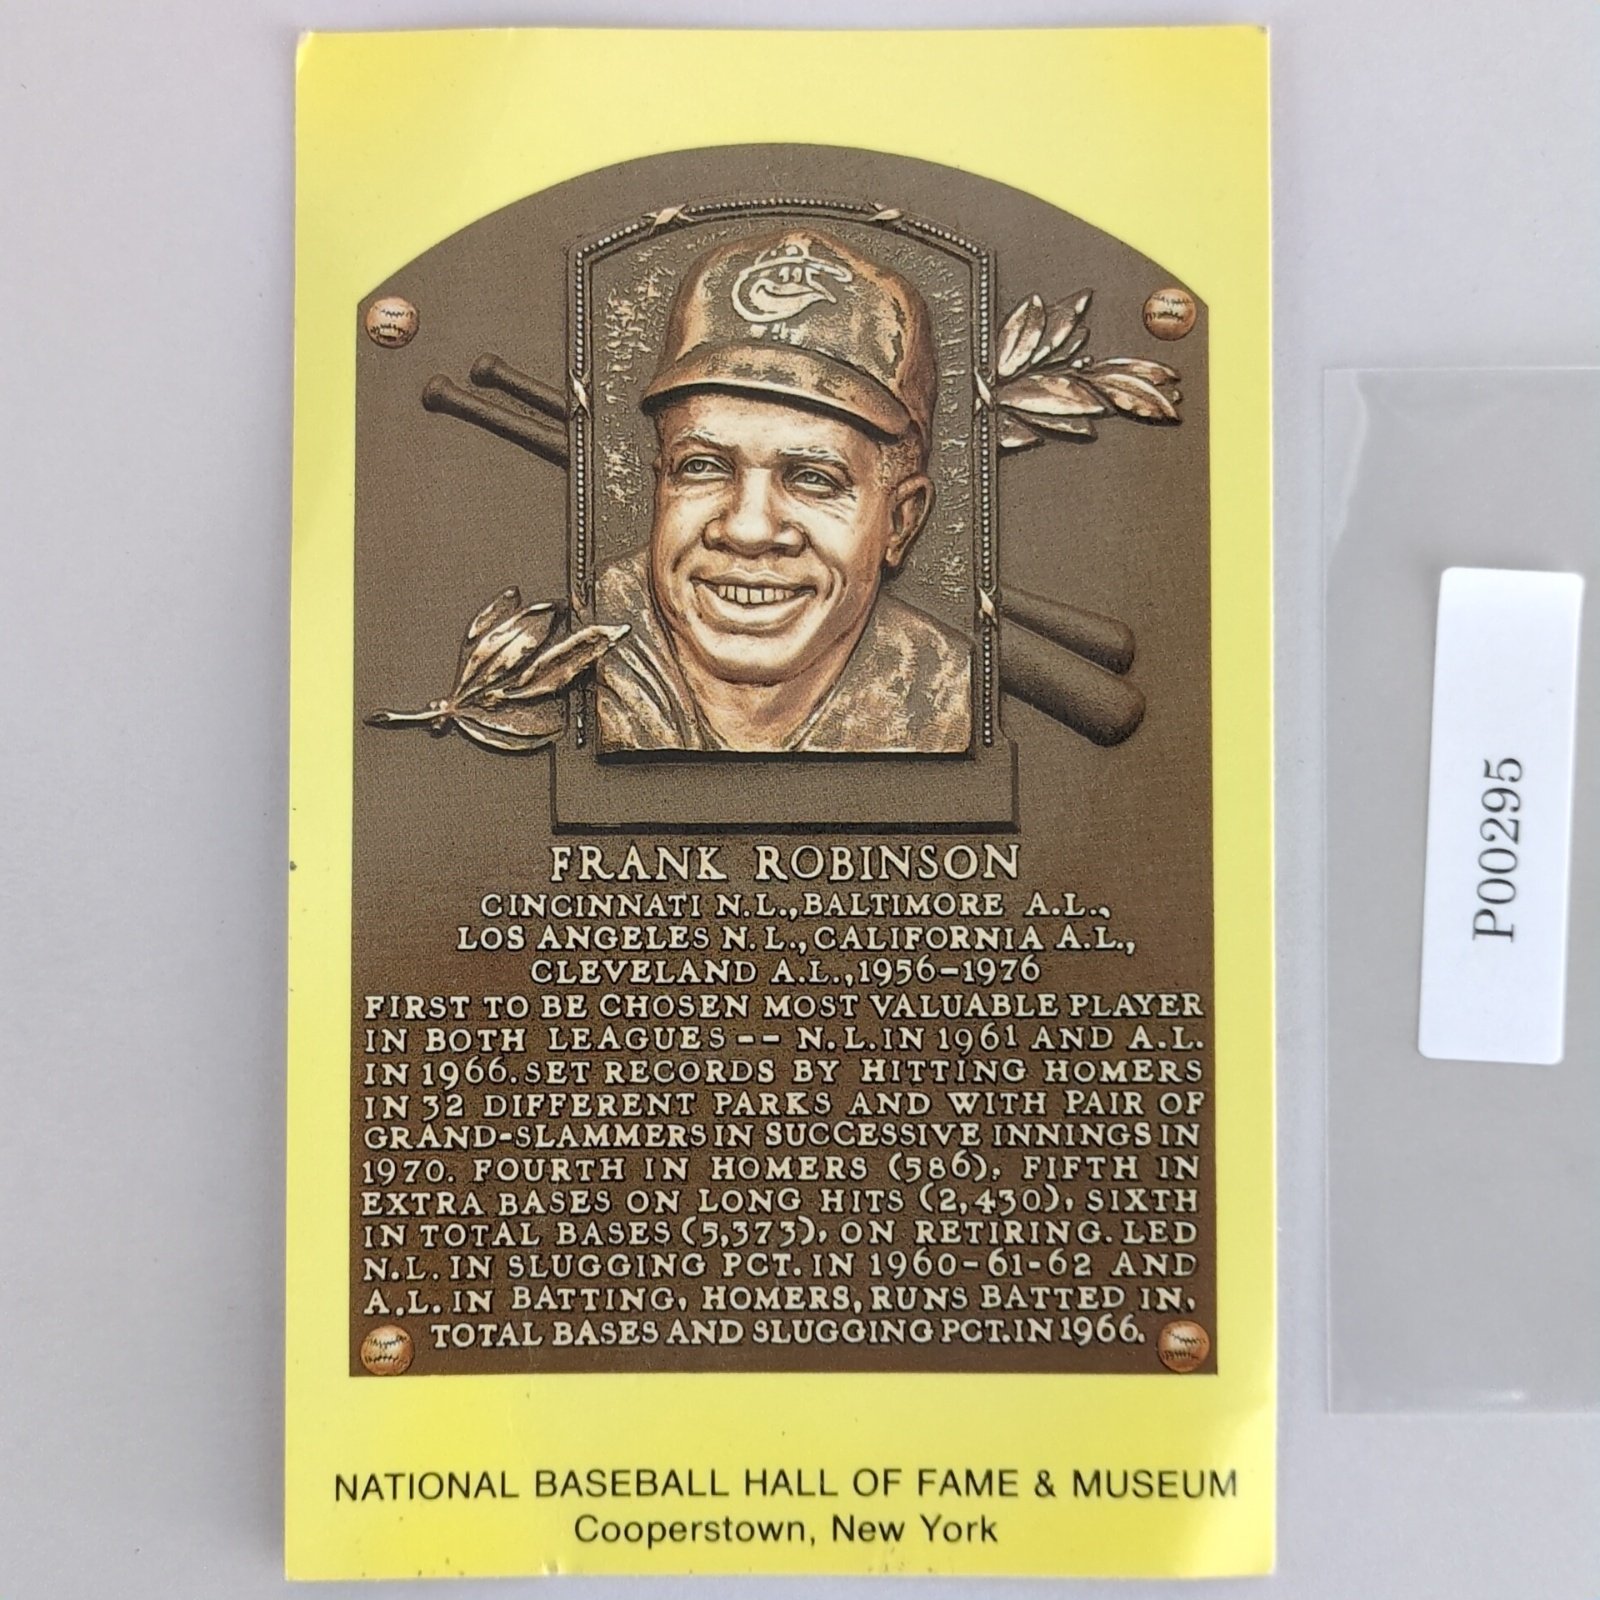 FRANK ROBINSON
CINCINNATI N.L., BALTIMORE A.L.,
LOS ANGELES N.L., CALIFORNIA A.L.,
CLEVELAND A.L., 1956-1976
FIRST TO BE CHOSEN MOST VALUABLE PLAYER
IN BOTH LEAGUES -- N.L. IN 1961 AND A.L.
IN 1966. SET RECORDS BY HITTING HOMERS
IN 32 DIFFERENT PARKS AND WITH PAIR OF
GRAND-SLAMMERS IN SUCCESSIVE INNINGS IN
1970. FOURTH IN HOMERS (586), FIFTH IN
EXTRA BASES ON LONG HITS (2,430), SIXTH
IN TOTAL BASES (5,373), ON RETIRING. LED
N.L. IN SLUGGING PCT. IN 1960-61-62 AND
A.L. IN BATTING, HOMERS, RUNS BATTED IN,
TOTAL BASES AND SLUGGING PCT. IN 1966.
NATIONAL BASEBALL HALL OF FAME & MUSEUM
Cooperstown, New York
P00295